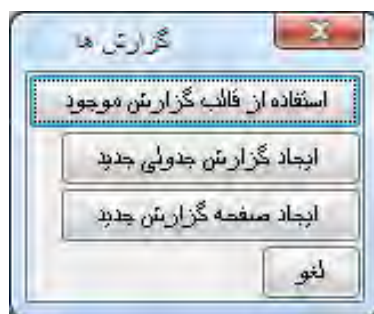 گزارش ها
استفاده از قالب گزارش موجود
ایجاد گزارش جدولی جدید
ایجاد صفحه گزارش جدید
لغو